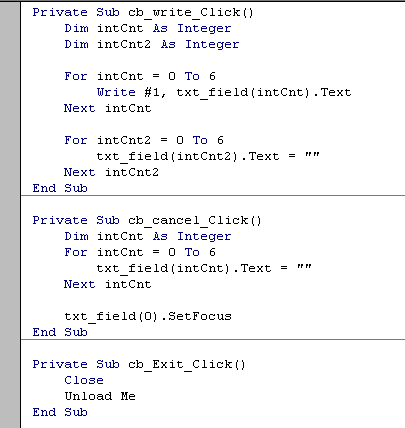 Private Sub cb_write_Click()
    Dim intCnt As Integer
    Dim intCnt2 As Integer
    For intCnt = 0 To 6
        Write #1, txt_field(intCnt).Text
    Next intCnt
    For intCnt2 = 0 To 6
        txt_field(intCnt2).Text = ""
    Next intCnt2
End Sub
Private Sub cb_cancel_Click()
    Dim intCnt As Integer
    For intCnt = 0 To 6
        txt_field(intCnt).Text = ""
    Next intCnt
    txt_field(0).SetFocus
End Sub
Private Sub cb_Exit_Click()
    Close
    Unload Me
End Sub